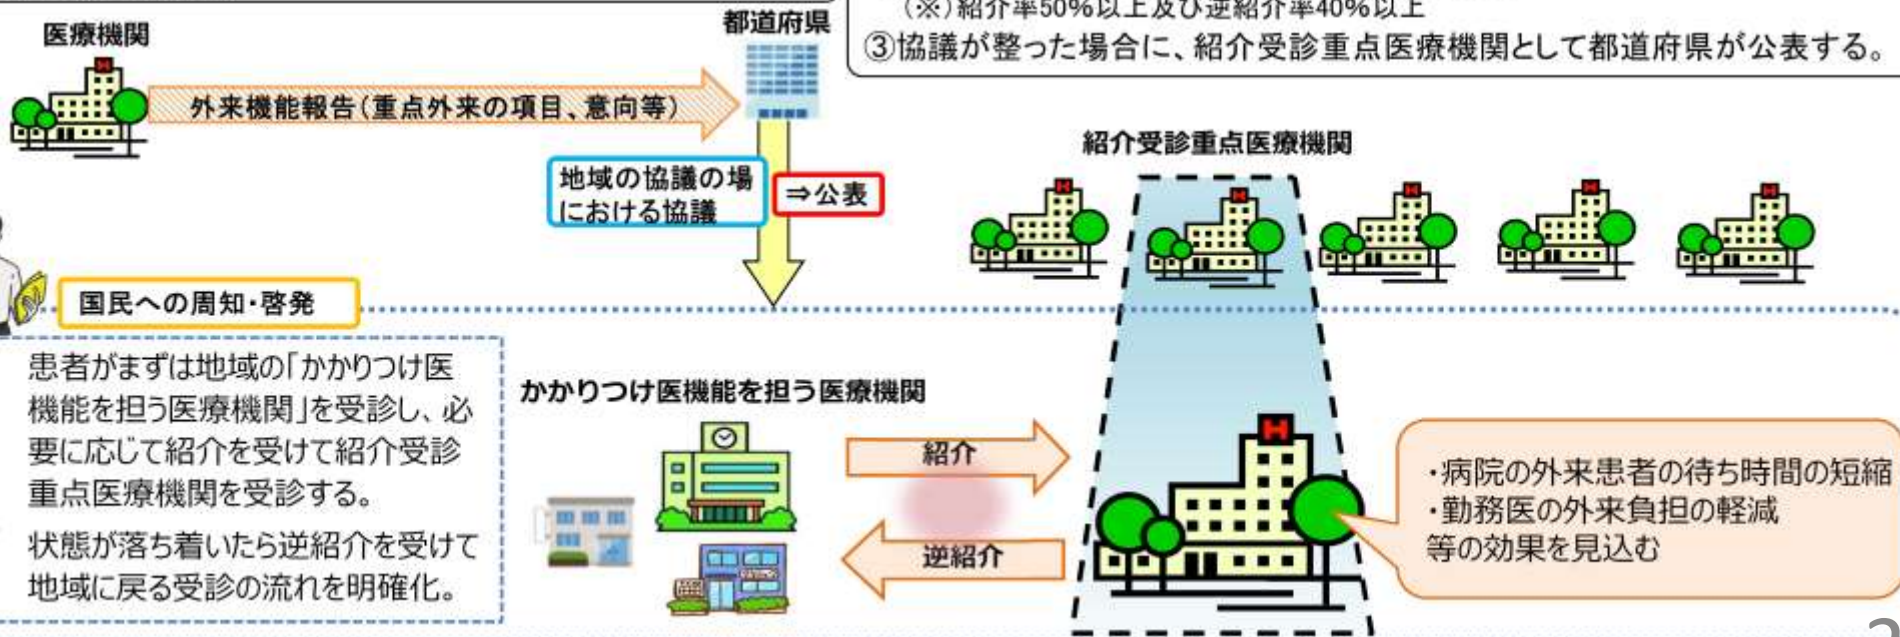 (※)紹介率50%以上及び逆紹介率40%以上
③協議が整った場合に、紹介受診重点医療機関として都道府県が公表する。
医療機関
都道府県
外来機能報告(重点外来の項目、意向等)
地域の協議の場
における協議
⇒公表
紹介受診重点医療機関
国民への周知・啓発
患者がまずは地域の「かかりつけ医
機能を担う医療機関」を受診し、必
要に応じて紹介を受けて紹介受診
重点医療機関を受診する。
状態が落ち着いたら逆紹介を受けて
地域に戻る受診の流れを明確化。
かかりつけ医機能を担う医療機関
紹介
逆紹介
・病院の外来患者の待ち時間の短縮
・勤務医の外来負担の軽減
等の効果を見込む